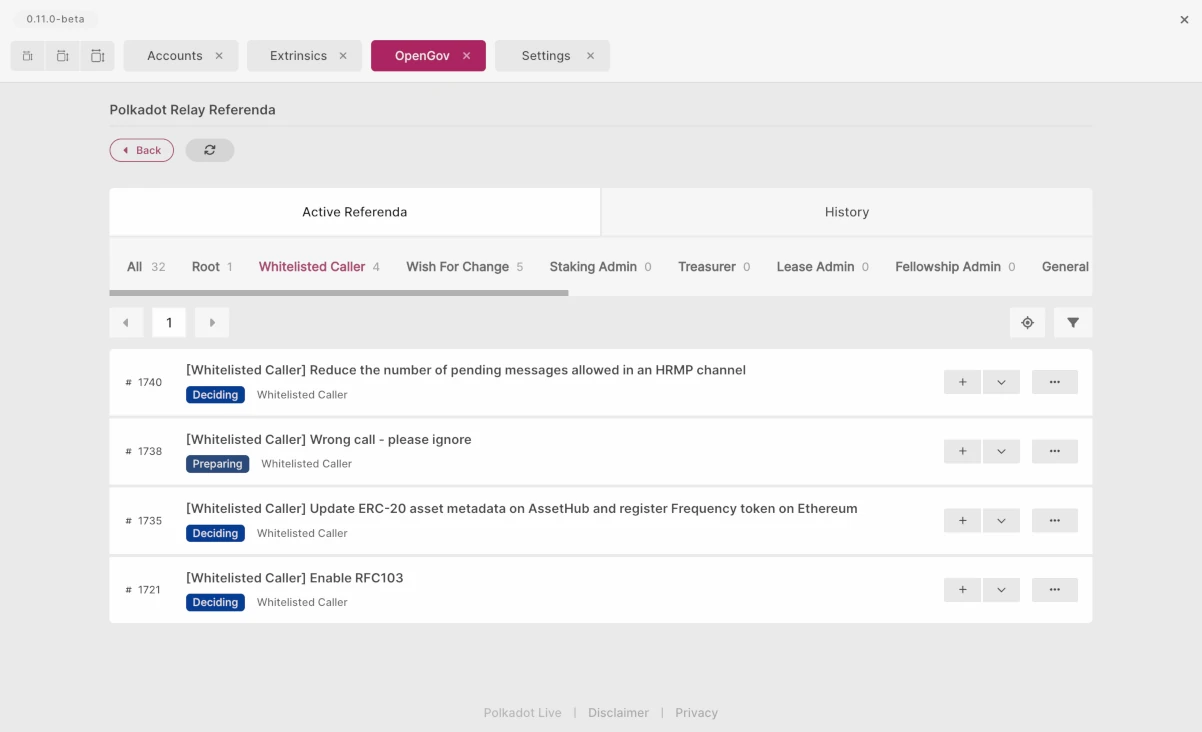 0.11.0-beta
Accounts Extrinsics OpenGov Settings
Polkadot Relay Referenda
Back
Active Referenda History
All 32 Root 1 Whitelisted Caller 4 Wish For Change 5 Staking Admin 0 Treasurer 0 Lease Admin 0 Fellowship Admin 0 General
1
[Whitelisted Caller] Reduce the number of pending messages allowed in an HRMP channel
# 1740
Deciding Whitelisted Caller
[Whitelisted Caller] Wrong call - please ignore
# 1738
Preparing Whitelisted Caller
[Whitelisted Caller] Update ERC-20 asset metadata on AssetHub and register Frequency token on Ethereum
# 1735
Deciding Whitelisted Caller
[Whitelisted Caller] Enable RFC103
# 1721
Deciding Whitelisted Caller
Polkadot Live | Disclaimer | Privacy